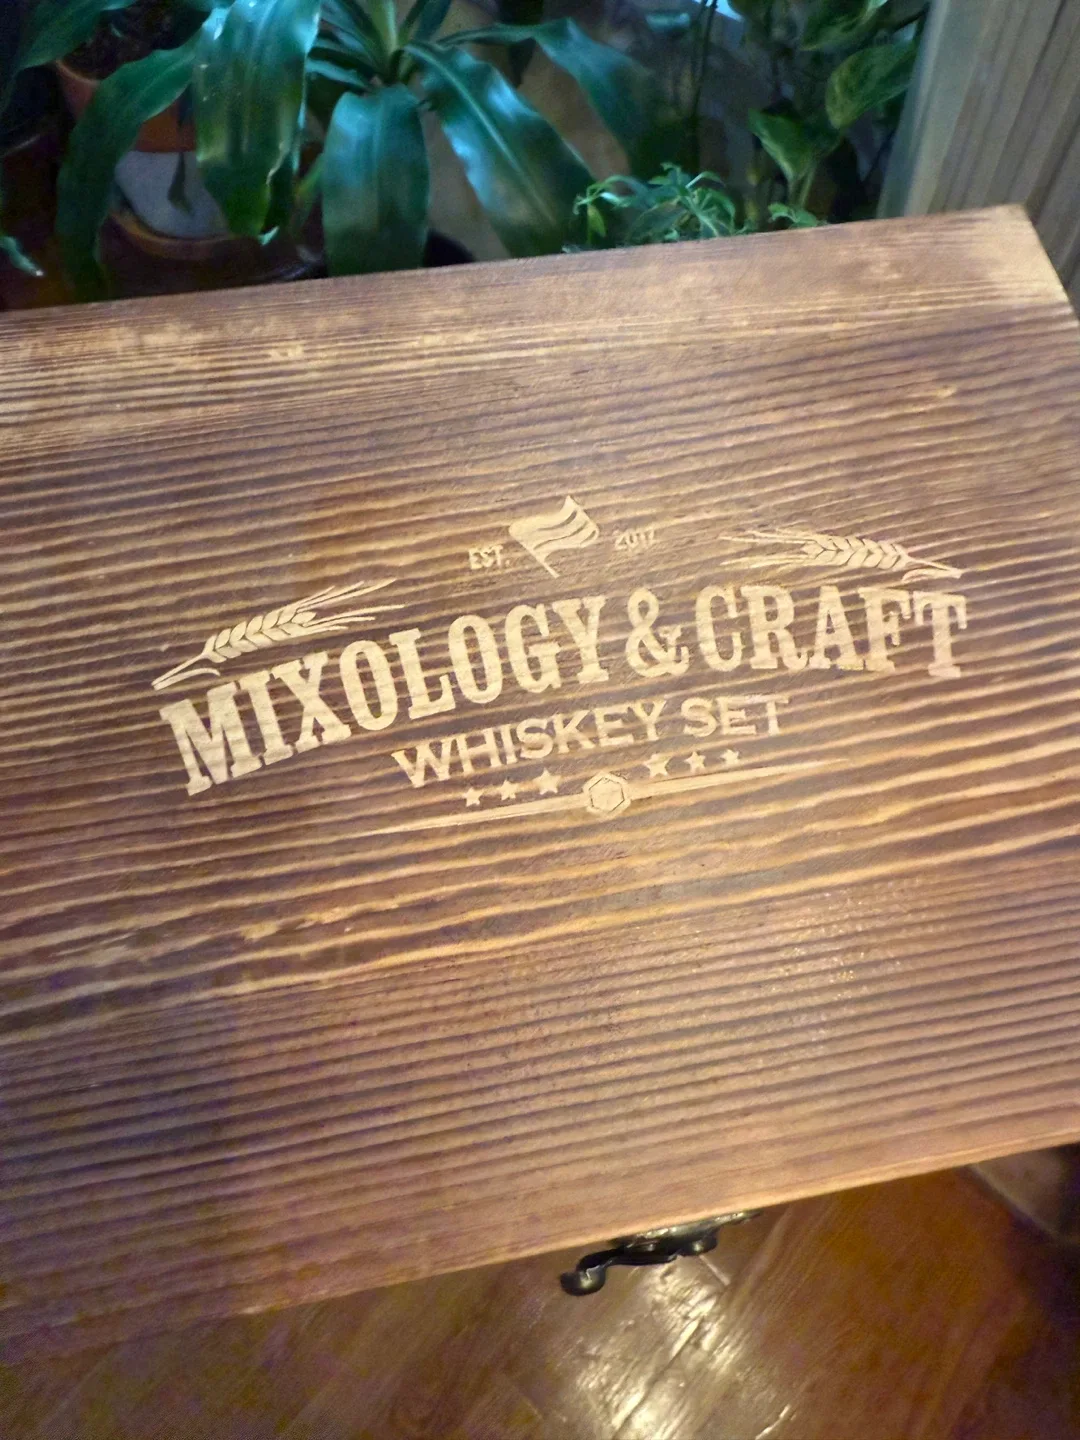 EST. 2017
MIXOLOGY & CRAFT
WHISKEY SET